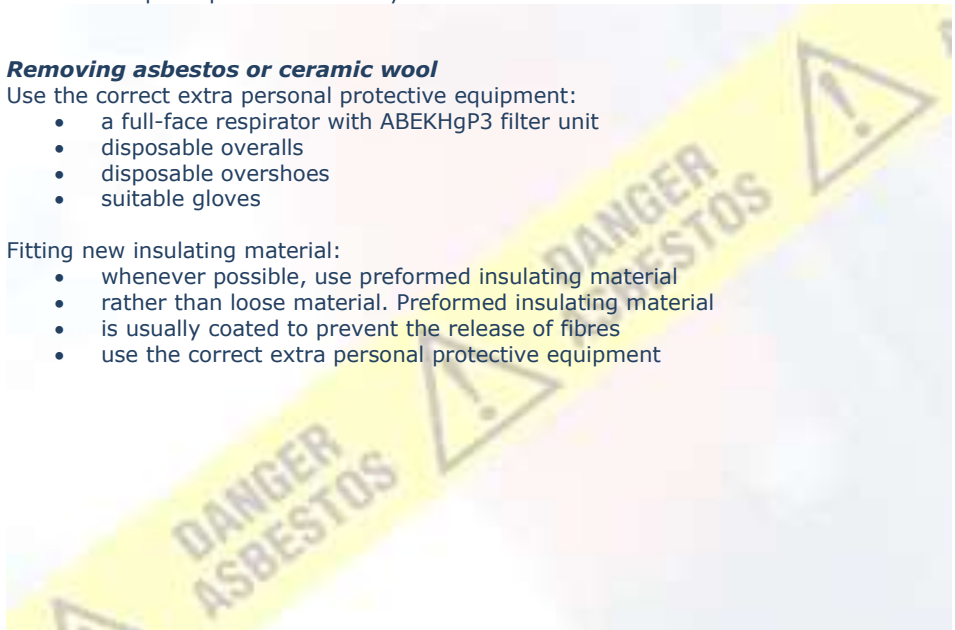 Removing asbestos or ceramic wool
Use the correct extra personal protective equipment:
• a full-face respirator with ABEKHgP3 filter unit
• disposable overalls
• disposable overshoes
• suitable gloves
Fitting new insulating material:
• whenever possible, use preformed insulating material
• rather than loose material. Preformed insulating material
• is usually coated to prevent the release of fibres
• use the correct extra personal protective equipment
DANGER
ASBESTOS
DANGER
ASBESTOS